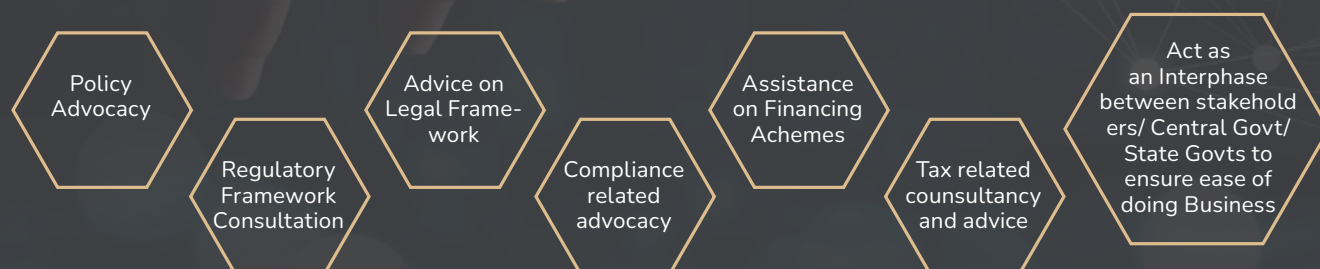 Policy
Advocacy
Regulatory
Framework
Consultation
Advice on
Legal Frame-
work
Compliance
related
advocacy
Assistance
on Financing
Achemes
Tax related
counsultancy
and advice
Act as
an Interphase
between stakehold
ers/ Central Govt/
State Govts to
ensure ease of
doing Business